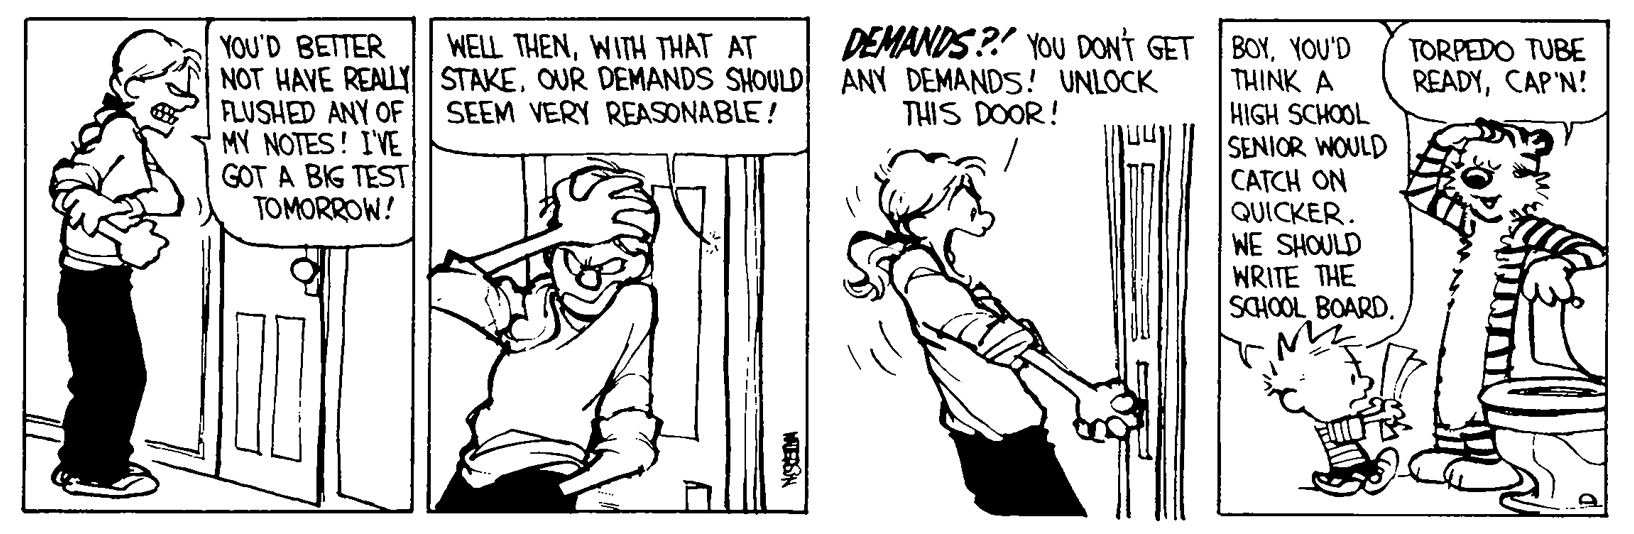 YOU'D BETTER
NOT HAVE REALLY
FLUSHED ANY OF
MY NOTES! I'VE
GOT A BIG TEST
TOMORROW!
WELL THEN, WITH THAT AT
STAKE, OUR DEMANDS SHOULD
SEEM VERY REASONABLE!
WATTERSON
DEMANDS?! YOU DON'T GET
ANY DEMANDS! UNLOCK
THIS DOOR!
BOY, YOU'D
THINK A
HIGH SCHOOL
SENIOR WOULD
CATCH ON
QUICKER.
WE SHOULD
WRITE THE
SCHOOL BOARD.
TORPEDO TUBE
READY, CAP'N!